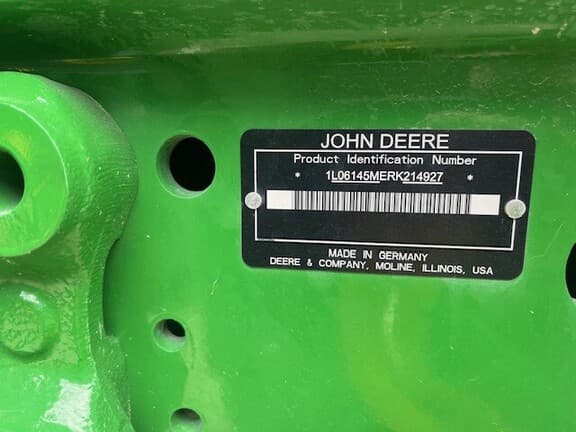 JOHN DEERE
Product Identification Number
* 1L06145MERK214927 *
MADE IN GERMANY
DEERE & COMPANY, MOLINE, ILLINOIS, USA